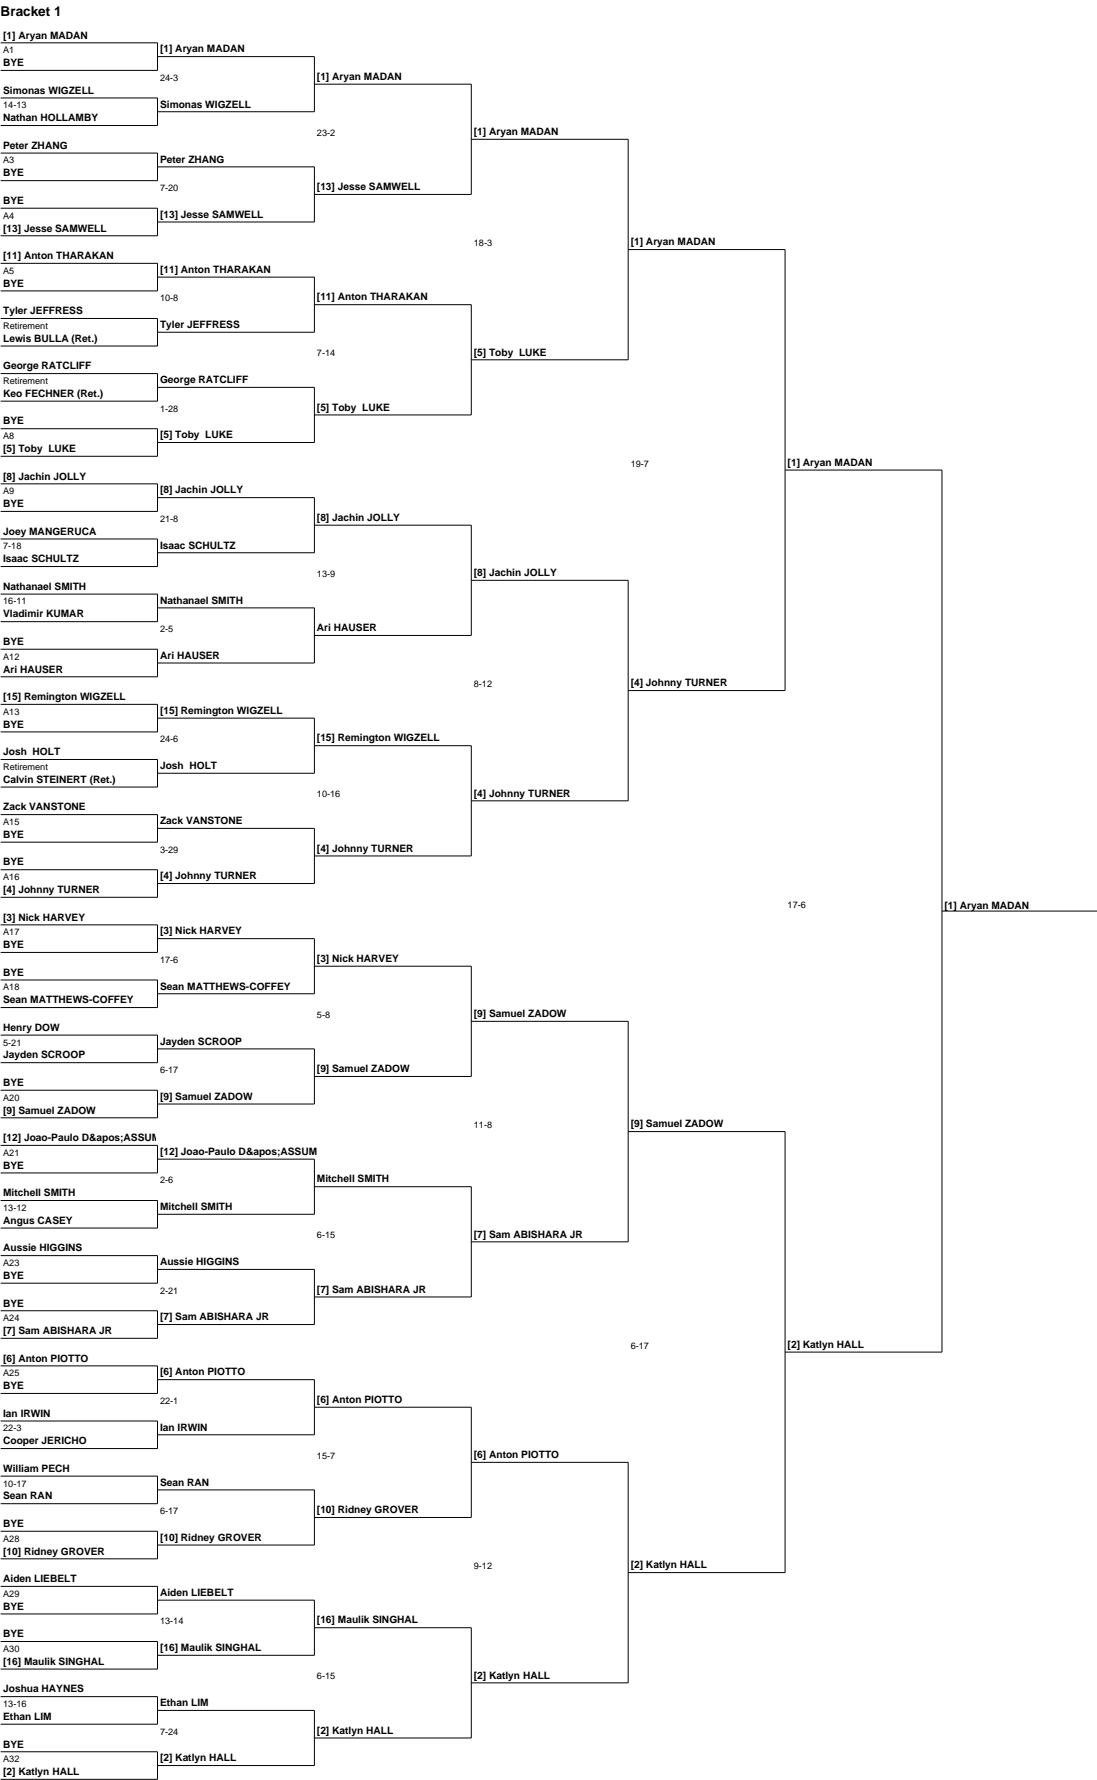 Bracket 1
[1] Aryan MADAN
A1
BYE
Simonas WIGZELL
14-13
Nathan HOLLAMBY
Peter ZHANG
A3
BYE
BYE
A4
[13] Jesse SAMWELL
[11] Anton THARAKAN
A5
BYE
Tyler JEFFRESS
Retirement
Lewis BULLA (Ret.)
George RATCLIFF
Retirement
Keo FECHNER (Ret.)
BYE
A8
[5] Toby  LUKE
[8] Jachin JOLLY
A9
BYE
Joey MANGERUCA
7-18
Isaac SCHULTZ
Nathanael SMITH
16-11
Vladimir KUMAR
BYE
A12
Ari HAUSER
[15] Remington WIGZELL
A13
BYE
Josh  HOLT
Retirement
Calvin STEINERT (Ret.)
Zack VANSTONE
A15
BYE
BYE
A16
[4] Johnny TURNER
[3] Nick HARVEY
A17
BYE
BYE
A18
Sean MATTHEWS-COFFEY
Henry DOW
5-21
Jayden SCROOP
BYE
A20
[9] Samuel ZADOW
[12] Joao-Paulo D&apos;ASSUM
A21
BYE
Mitchell SMITH
13-12
Angus CASEY
Aussie HIGGINS
A23
BYE
BYE
A24
[7] Sam ABISHARA JR
[6] Anton PIOTTO
A25
BYE
Ian IRWIN
22-3
Cooper JERICHO
William PECH
10-17
Sean RAN
BYE
A28
[10] Ridney GROVER
Aiden LIEBELT
A29
BYE
BYE
A30
[16] Maulik SINGHAL
Joshua HAYNES
13-16
Ethan LIM
BYE
A32
[2] Katlyn HALL
[1] Aryan MADAN
24-3
Simonas WIGZELL
Peter ZHANG
7-20
[13] Jesse SAMWELL
[11] Anton THARAKAN
10-8
Tyler JEFFRESS
George RATCLIFF
1-28
[5] Toby  LUKE
[8] Jachin JOLLY
21-8
Isaac SCHULTZ
Nathanael SMITH
2-5
Ari HAUSER
[15] Remington WIGZELL
24-6
Josh  HOLT
Zack VANSTONE
3-29
[4] Johnny TURNER
[3] Nick HARVEY
17-6
Sean MATTHEWS-COFFEY
Jayden SCROOP
6-17
[9] Samuel ZADOW
[12] Joao-Paulo D&apos;ASSUM
2-6
Mitchell SMITH
Aussie HIGGINS
2-21
[7] Sam ABISHARA JR
[6] Anton PIOTTO
22-1
Ian IRWIN
Sean RAN
6-17
[10] Ridney GROVER
Aiden LIEBELT
13-14
[16] Maulik SINGHAL
Ethan LIM
7-24
[2] Katlyn HALL
[1] Aryan MADAN
23-2
[13] Jesse SAMWELL
[11] Anton THARAKAN
7-14
[5] Toby  LUKE
[8] Jachin JOLLY
13-9
Ari HAUSER
[15] Remington WIGZELL
10-16
[4] Johnny TURNER
[3] Nick HARVEY
5-8
[9] Samuel ZADOW
Mitchell SMITH
6-15
[7] Sam ABISHARA JR
[6] Anton PIOTTO
15-7
[10] Ridney GROVER
[16] Maulik SINGHAL
6-15
[2] Katlyn HALL
[1] Aryan MADAN
18-3
[5] Toby  LUKE
[8] Jachin JOLLY
8-12
[4] Johnny TURNER
[9] Samuel ZADOW
11-8
[7] Sam ABISHARA JR
[6] Anton PIOTTO
9-12
[2] Katlyn HALL
[1] Aryan MADAN
19-7
[4] Johnny TURNER
[9] Samuel ZADOW
6-17
[2] Katlyn HALL
[1] Aryan MADAN
17-6
[2] Katlyn HALL
[1] Aryan MADAN